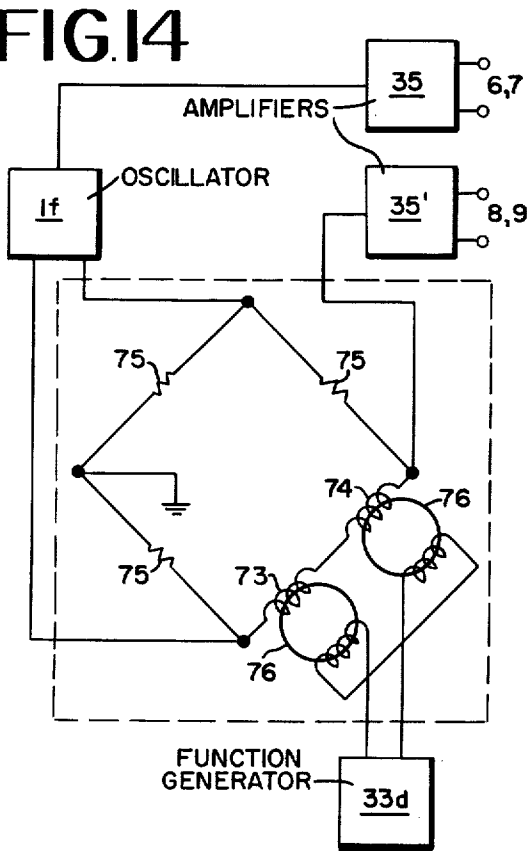 FIG.14
35
6,7
AMPLIFIERS
OSCILLATOR
1f
35'
8,9
75
75
74
76
75
73
76
FUNCTION
GENERATOR
33d